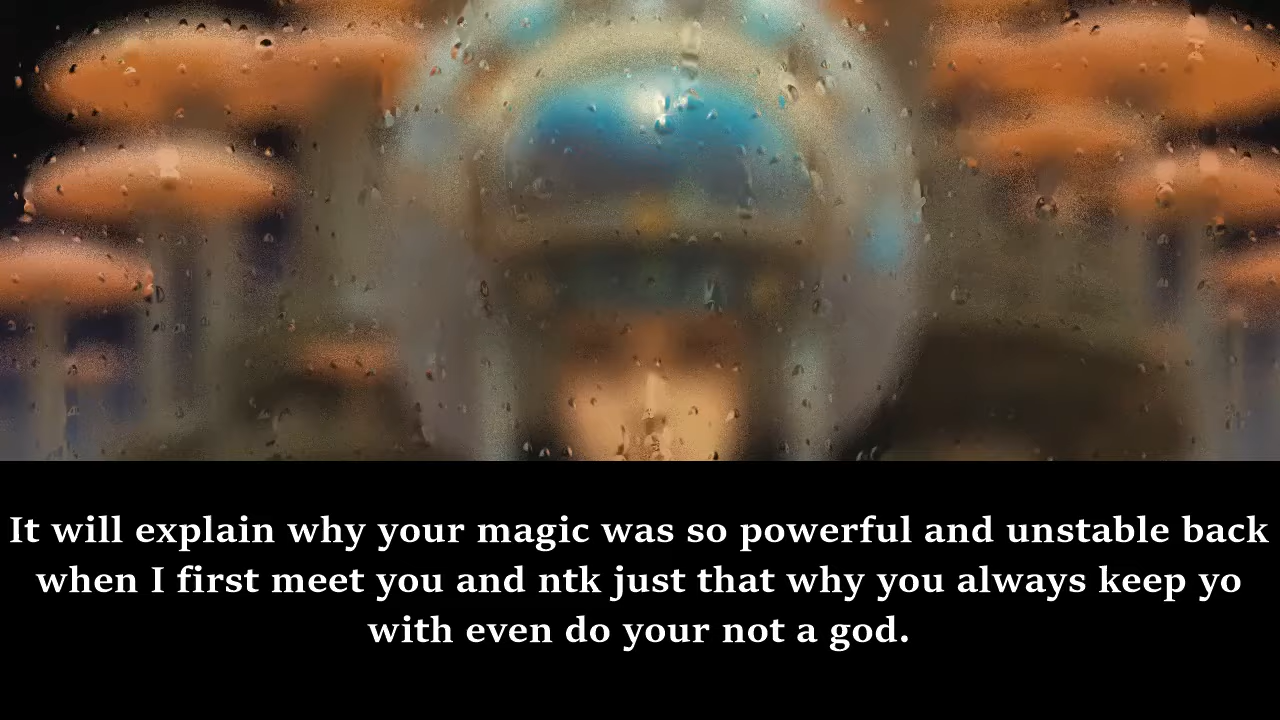 It will explain why your magic was so powerful and unstable back
when I first meet you and ntk just that why you always keep yo
with even do your not a god.